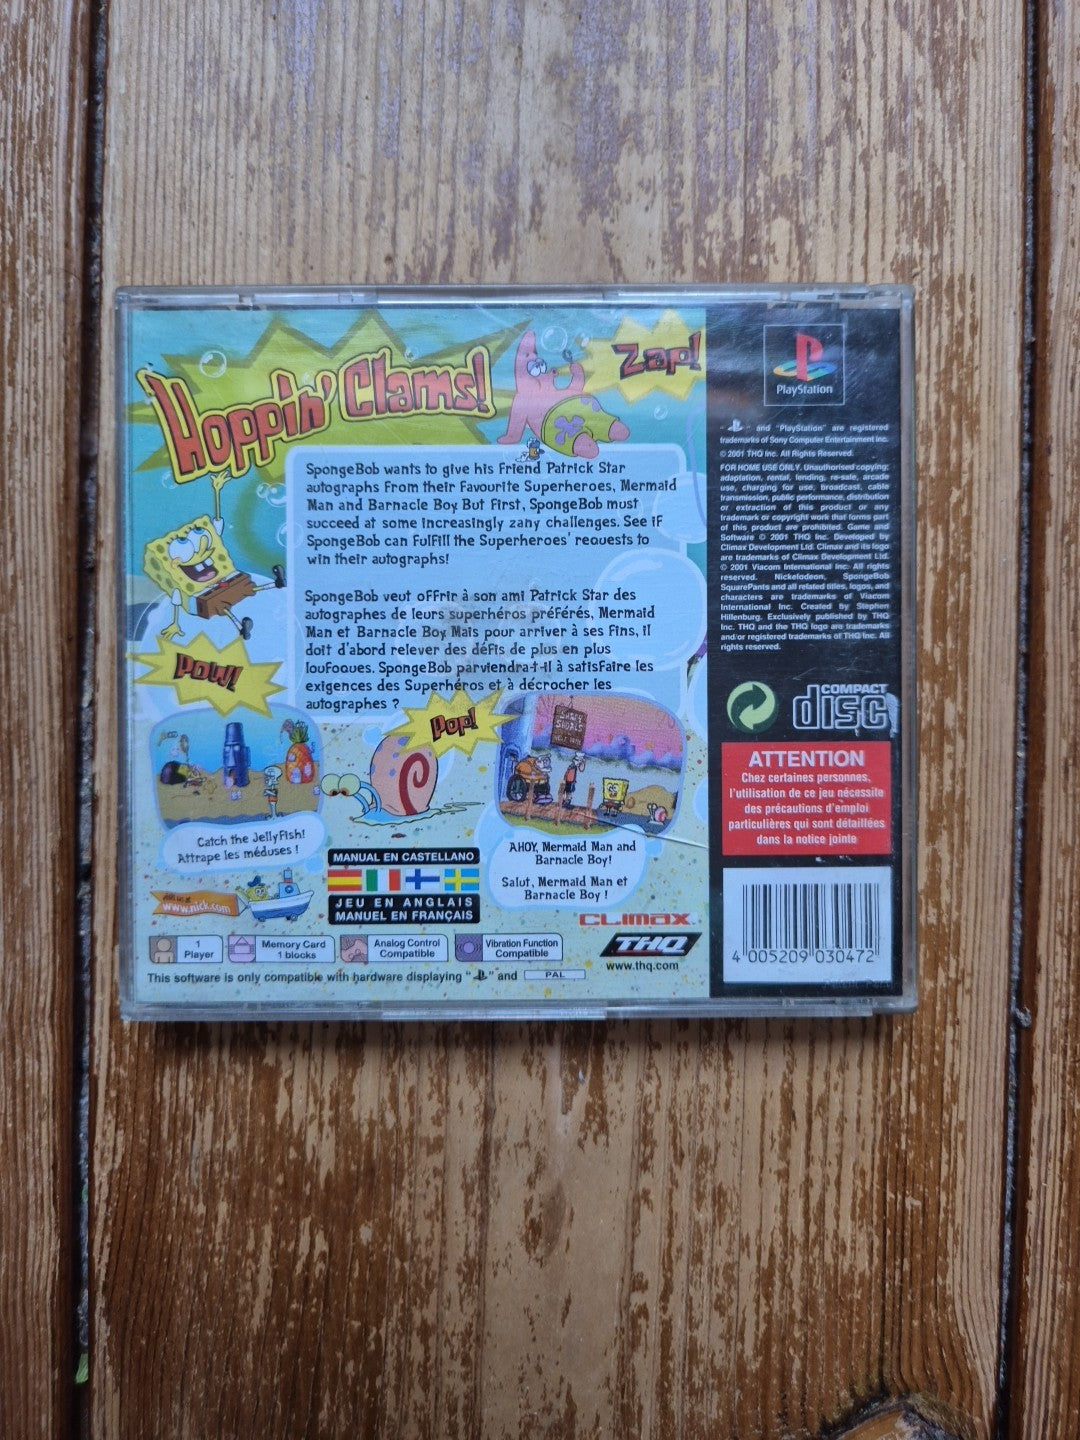 Hoppin' Clams!
Zap!
SpongeBob wants to give his Friend Patrick Star
autographs From their Favourite Superheroes, Mermaid
Man and Barnacle Boy. But First, SpongeBob must
succeed at some increasingly zany challenges. See iF
SpongeBob can FulFill the Superheroes' requests to
win their autographs!
SpongeBob veut oFFrir à son ami Patrick Star des
autographes de leurs superhéros préFérés, Mermaid
Man et Barnacle Boy. Mais pour arriver à ses Fins, il
doit d'abord relever des déFis de plus en plus
louFoques. SpongeBob parviendra-t-il à satisFaire les
exigences des Superhéros et à décrocher les
autographes ?
POW!
Pop!
Catch the JellyFish!
Attrape les méduses !
AHOY, Mermaid Man and
Barnacle Boy!
Salut, Mermaid Man et
Barnacle Boy !
MANUAL EN CASTELLANO
JEU EN ANGLAIS
MANUEL EN FRANÇAIS
www.nick.com
CLIMAX
THQ
www.thq.com
1
Player
Memory Card
1 blocks
Analog Control
Compatible
Vibration Function
Compatible
This software is only compatible with hardware displaying " " and PAL
PlayStation
" " and "PlayStation" are registered
trademarks of Sony Computer Entertainment Inc.
© 2001 THQ Inc. All Rights Reserved.
FOR HOME USE ONLY. Unauthorised copying,
adaptation, rental, lending, re-sale, arcade
use, charging for use, broadcast, cable
transmission, public performance, distribution
or extraction of this product or any
trademark or copyright work that forms part
of this product are prohibited. Game and
Software © 2001 THQ Inc. Developed by
Climax Development Ltd. Climax and its logo
are trademarks of Climax Development Ltd.
© 2001 Viacom International Inc. All rights
reserved. Nickelodeon, SpongeBob
SquarePants and all related titles, logos, and
characters are trademarks of Viacom
International Inc. Created by Stephen
Hillenburg. Exclusively published by THQ
Inc. THQ and the THQ logo are trademarks
and/or registered trademarks of THQ Inc. All
rights reserved.
COMPACT
disc
ATTENTION
Chez certaines personnes,
l'utilisation de ce jeu nécessite
des précautions d'emploi
particulières qui sont détaillées
dans la notice jointe
4 005209 030472